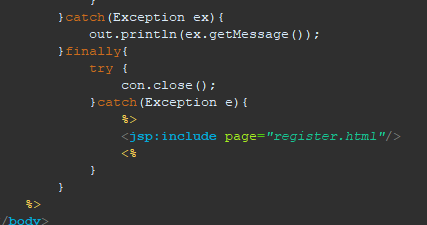 }
}catch(Exception ex){
out.println(ex.getMessage());
}finally{
try {
con.close();
}catch(Exception e){
%>
<jsp:include page="register.html"/>
<%
}
}
%>
/body>